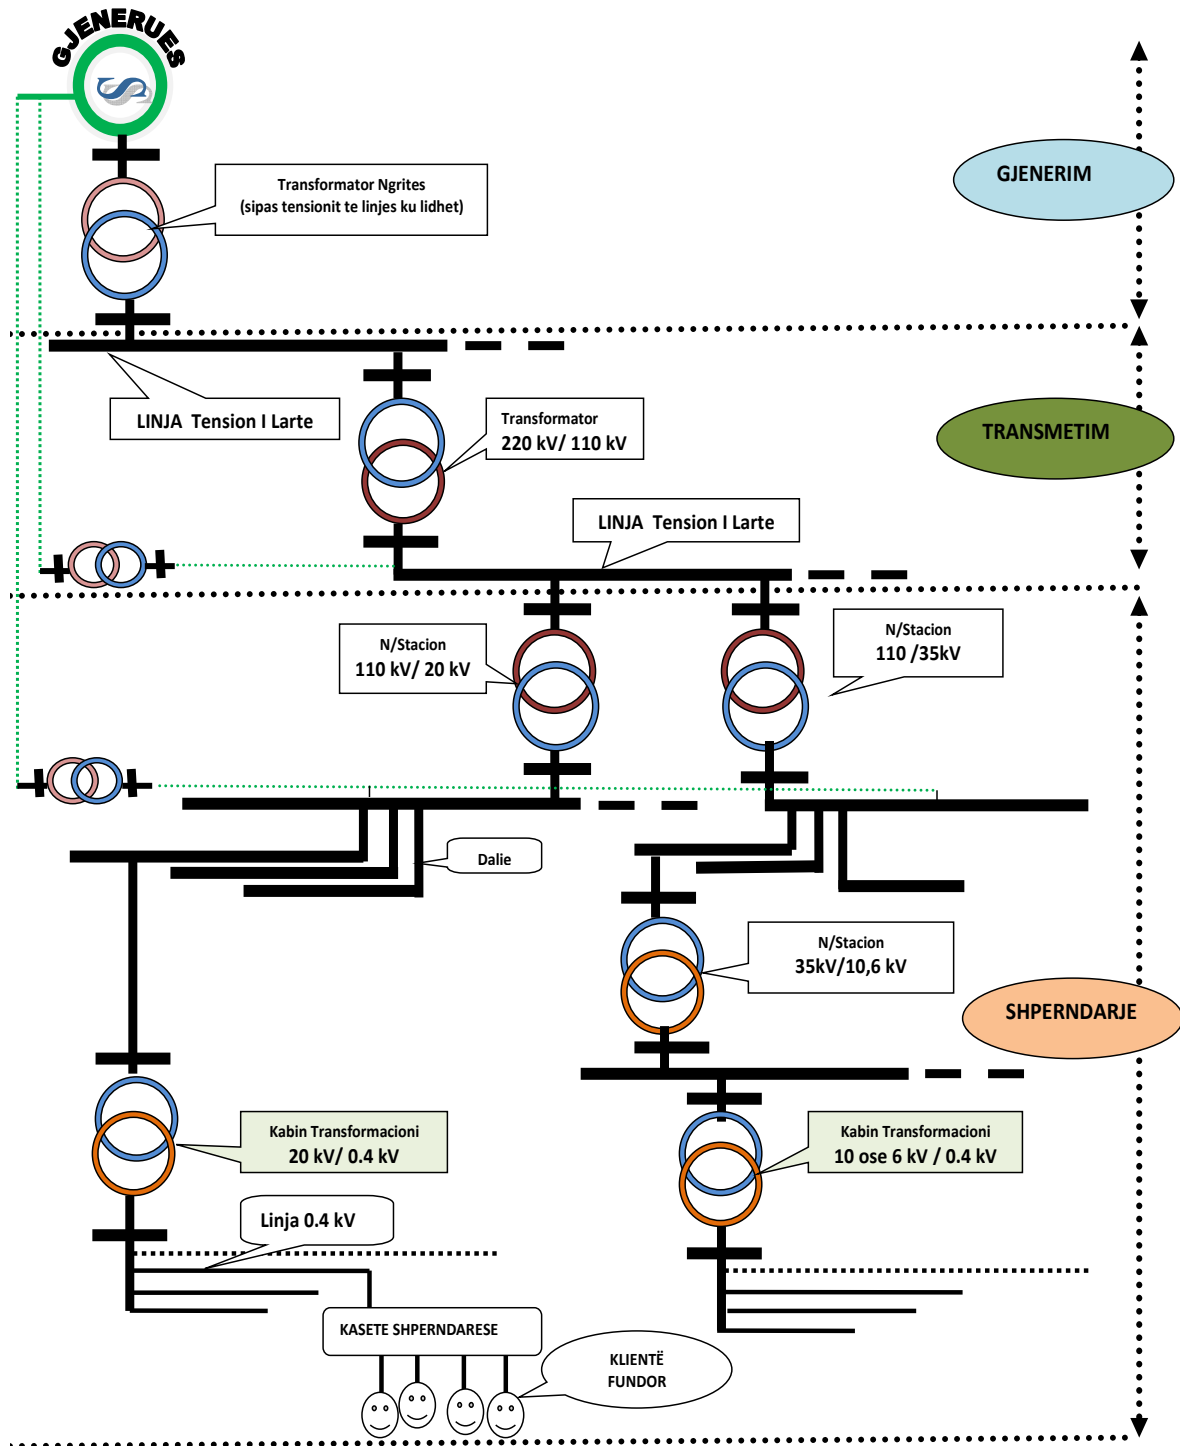 GJENERUES
Transformator Ngrites
(sipas tensionit te linjes ku lidhet)
GJENERIM
LINJA Tension I Larte
Transformator
220 kV/ 110 kV
TRANSMETIM
LINJA Tension I Larte
N/Stacion
110 kV/ 20 kV
N/Stacion
110 /35kV
Dalie
N/Stacion
35kV/10,6 kV
SHPERNDARJE
Kabin Transformacioni
20 kV/ 0.4 kV
Kabin Transformacioni
10 ose 6 kV / 0.4 kV
Linja 0.4 kV
KASETE SHPERNDARESE
KLIENTË
FUNDOR